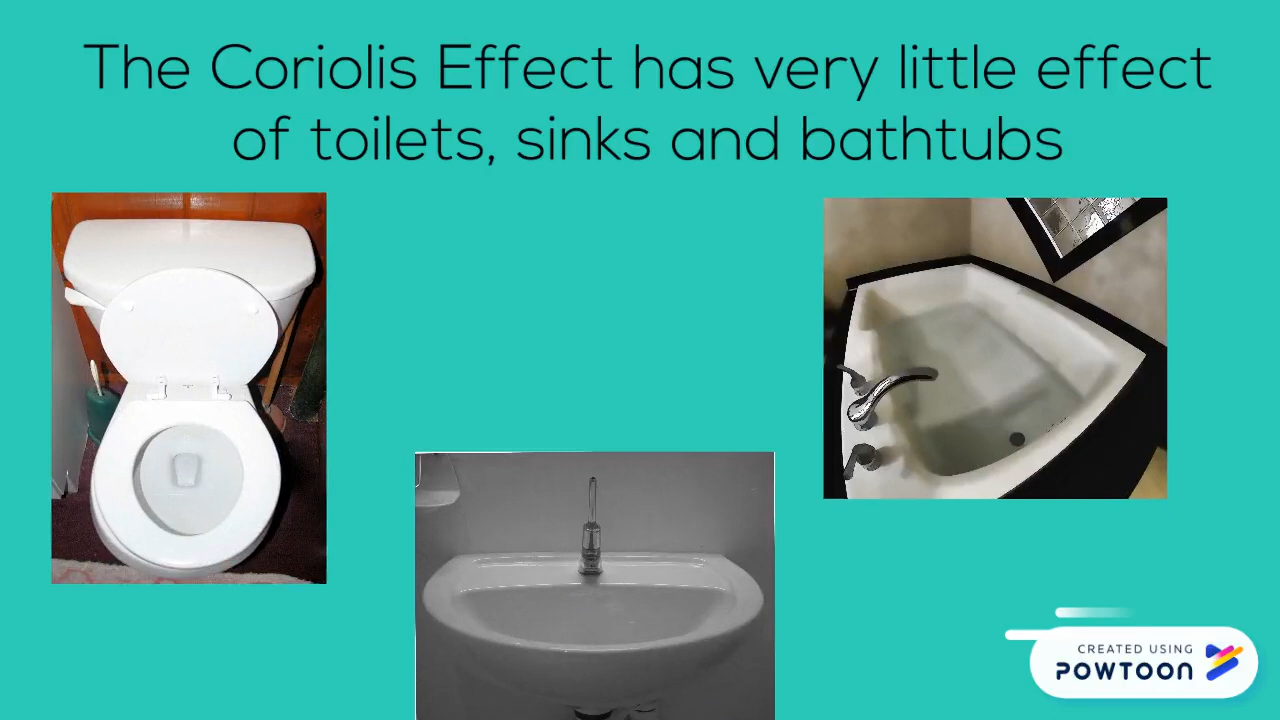 The Coriolis Effect has very little effect
of toilets, sinks and bathtubs
CREATED USING
POWTOON